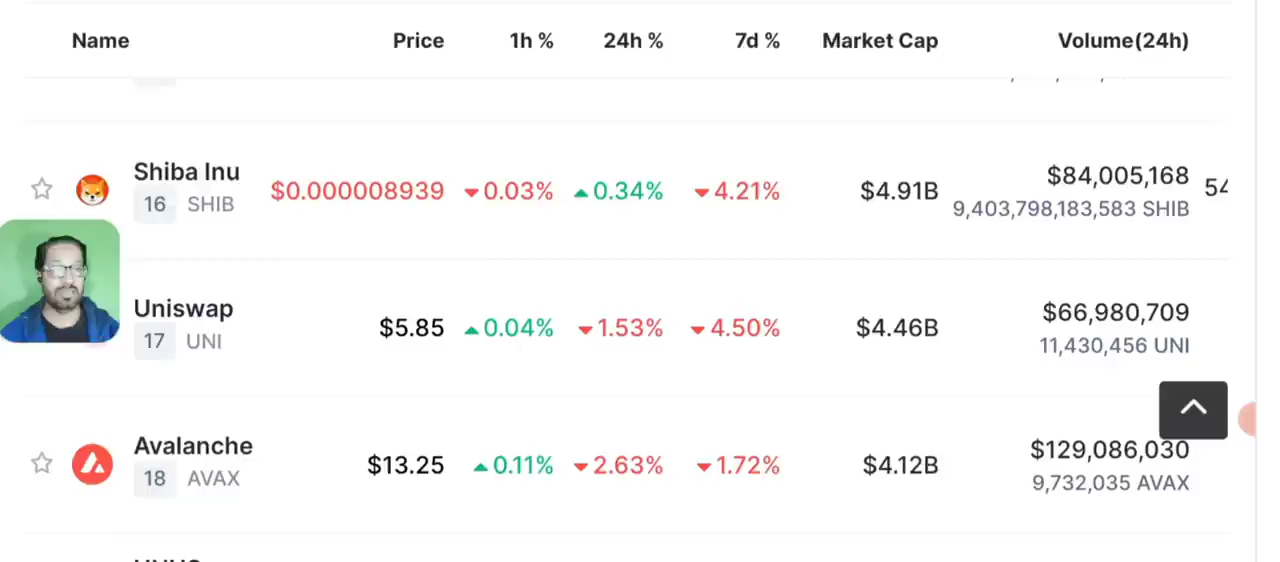 Name Price 1h % 24h % 7d % Market Cap Volume(24h)
Shiba Inu
16 SHIB
$0.000008939 0.03% 0.34% 4.21% $4.91B $84,005,168
9,403,798,183,583 SHIB
54
Uniswap
17 UNI
$5.85 0.04% 1.53% 4.50% $4.46B $66,980,709
11,430,456 UNI
Avalanche
18 AVAX
$13.25 0.11% 2.63% 1.72% $4.12B $129,086,030
9,732,035 AVAX